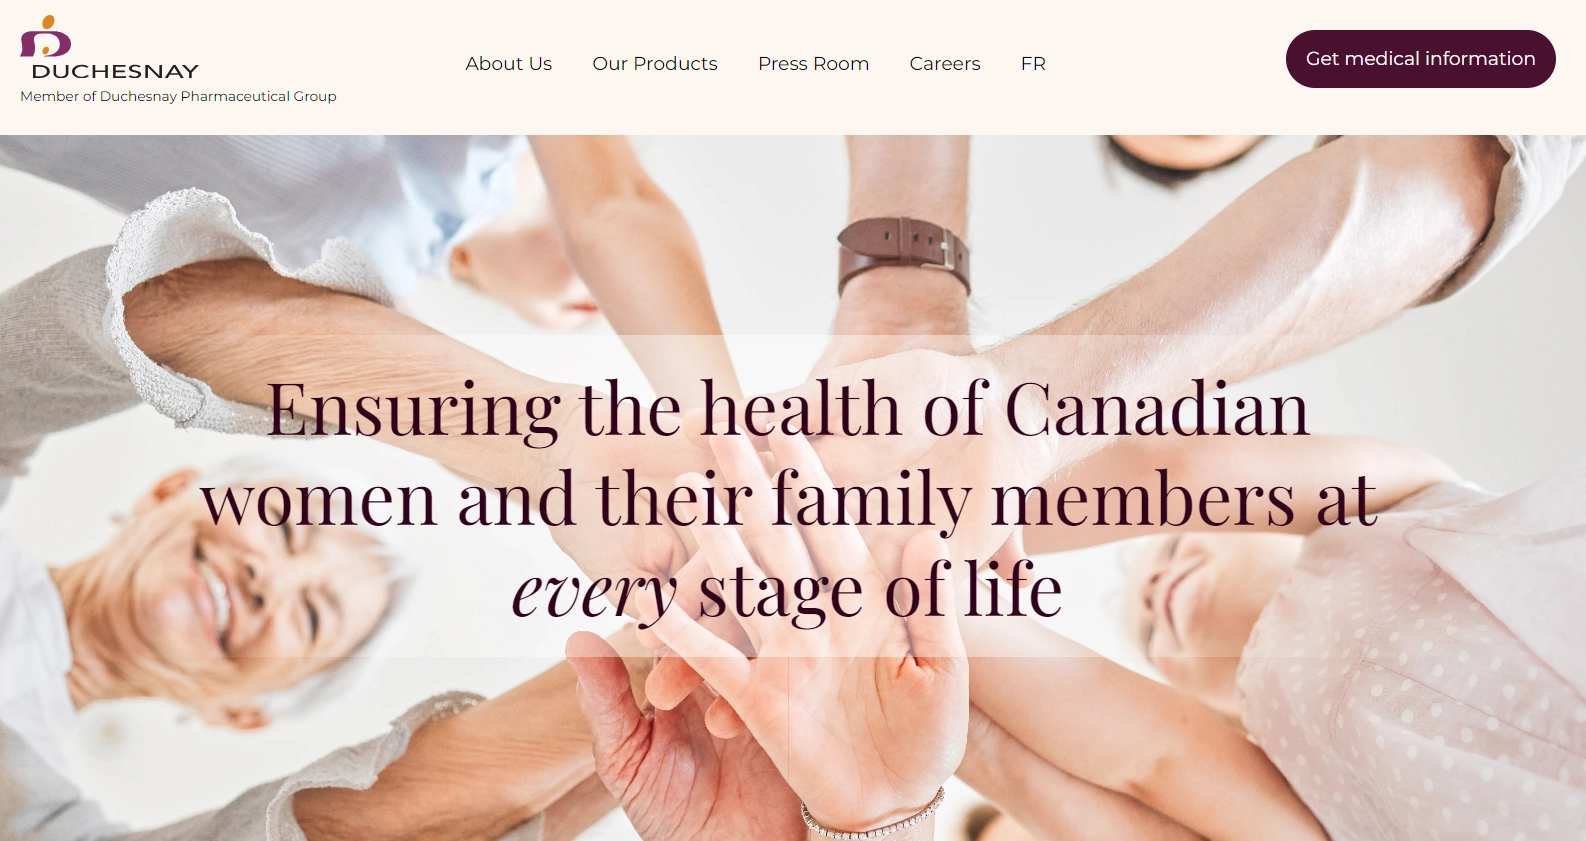 DUCHESNAY
Member of Duchesnay Pharmaceutical Group
About Us
Our Products
Press Room
Careers
FR
Get medical information
Ensuring the health of Canadian
women and their family members at
every stage of life